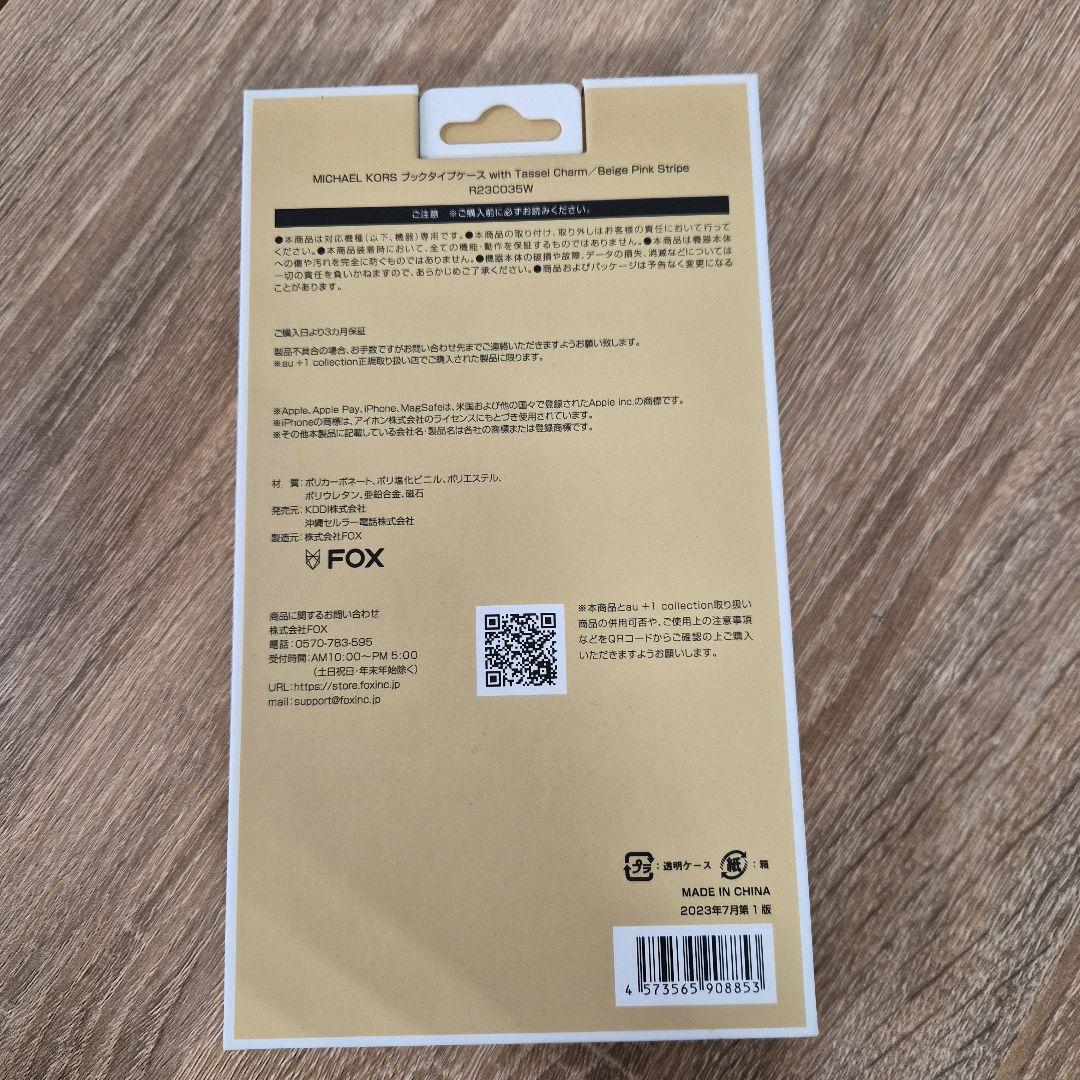 MICHAEL KORS ブックタイプケース with Tassel Charm／Beige Pink Stripe
R23C035W
ご注意　※ご購入前に必ずお読みください。
●本商品は対応機種(以下、機器)専用です。●本商品の取り付け、取り外しはお客様の責任において行って
ください。●本商品装着時において、全ての機能・動作を保証するものではありません。●本商品は機器本体
への傷や汚れを完全に防ぐものではありません。●機器本体の破損や故障、データの損失、消滅などについては
一切の責任を負いかねますので、あらかじめご了承ください。●商品およびパッケージは予告なく変更になる
ことがあります。
ご購入日より3カ月保証
製品不具合の場合、お手数ですがお問い合わせ先までご連絡いただきますようお願い致します。
※au +1 collection正規取り扱い店でご購入された製品に限ります。
※Apple、Apple Pay、iPhone、MagSafeは、米国および他の国々で登録されたApple Inc.の商標です。
※iPhoneの商標は、アイホン株式会社のライセンスにもとづき使用されています。
※その他本製品に記載している会社名・製品名は各社の商標または登録商標です。
材　質：ポリカーボネート、ポリ塩化ビニル、ポリエステル、
ポリウレタン、亜鉛合金、磁石
発売元：KDDI株式会社
沖縄セルラー電話株式会社
製造元：株式会社FOX
FOX
商品に関するお問い合わせ
株式会社FOX
電話：0570-783-595
受付時間：AM10:00～PM 5:00
（土日祝日・年末年始除く）
URL：https://store.foxinc.jp
mail：support@foxinc.jp
※本商品とau +1 collection取り扱い
商品の併用可否や、ご使用上の注意事項
などをQRコードからご確認の上ご購入
いただきますようお願いします。
プラ：透明ケース 紙：箱
MADE IN CHINA
2023年7月第1版
4 573565 908853